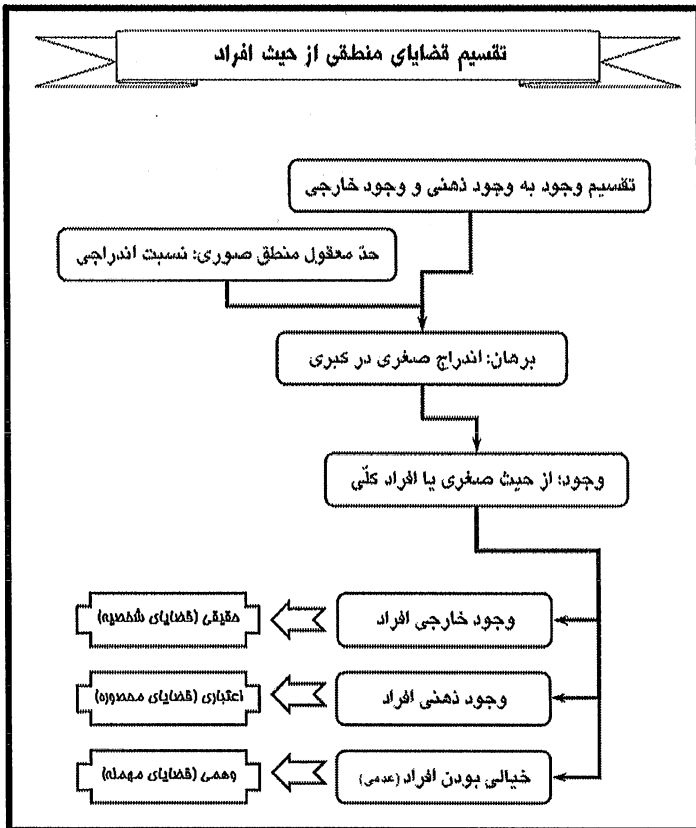 تقسیم قضایای منطقی از حیث افراد
تقسیم وجود به وجود ذهنی و وجود خارجی
حدّ معقول منطق صوری: نسبت اندراجی
برهان: اندراج صغری در کبری
وجود؛ از حیث صغری یا افراد کلّی
وجود خارجی افراد
حقیقی (قضایای شخصیه)
وجود ذهنی افراد
اعتباری (قضایای محصوره)
خیالی بودن افراد (عدمی)
وهمی (قضایای مهمله)